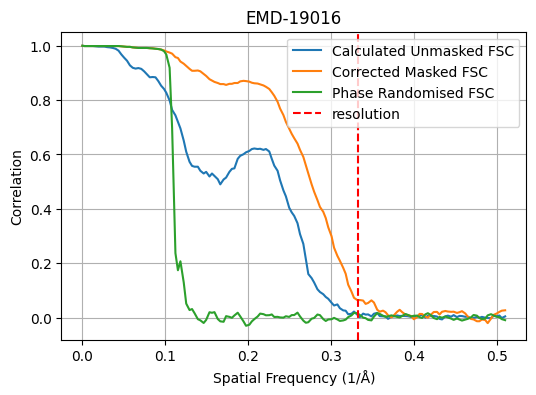 EMD-19016
Calculated Unmasked FSC
Corrected Masked FSC
Phase Randomised FSC
resolution
1.0
0.8
0.6
0.4
0.2
0.0
Correlation
0.0 0.1 0.2 0.3 0.4 0.5
Spatial Frequency (1/Å)